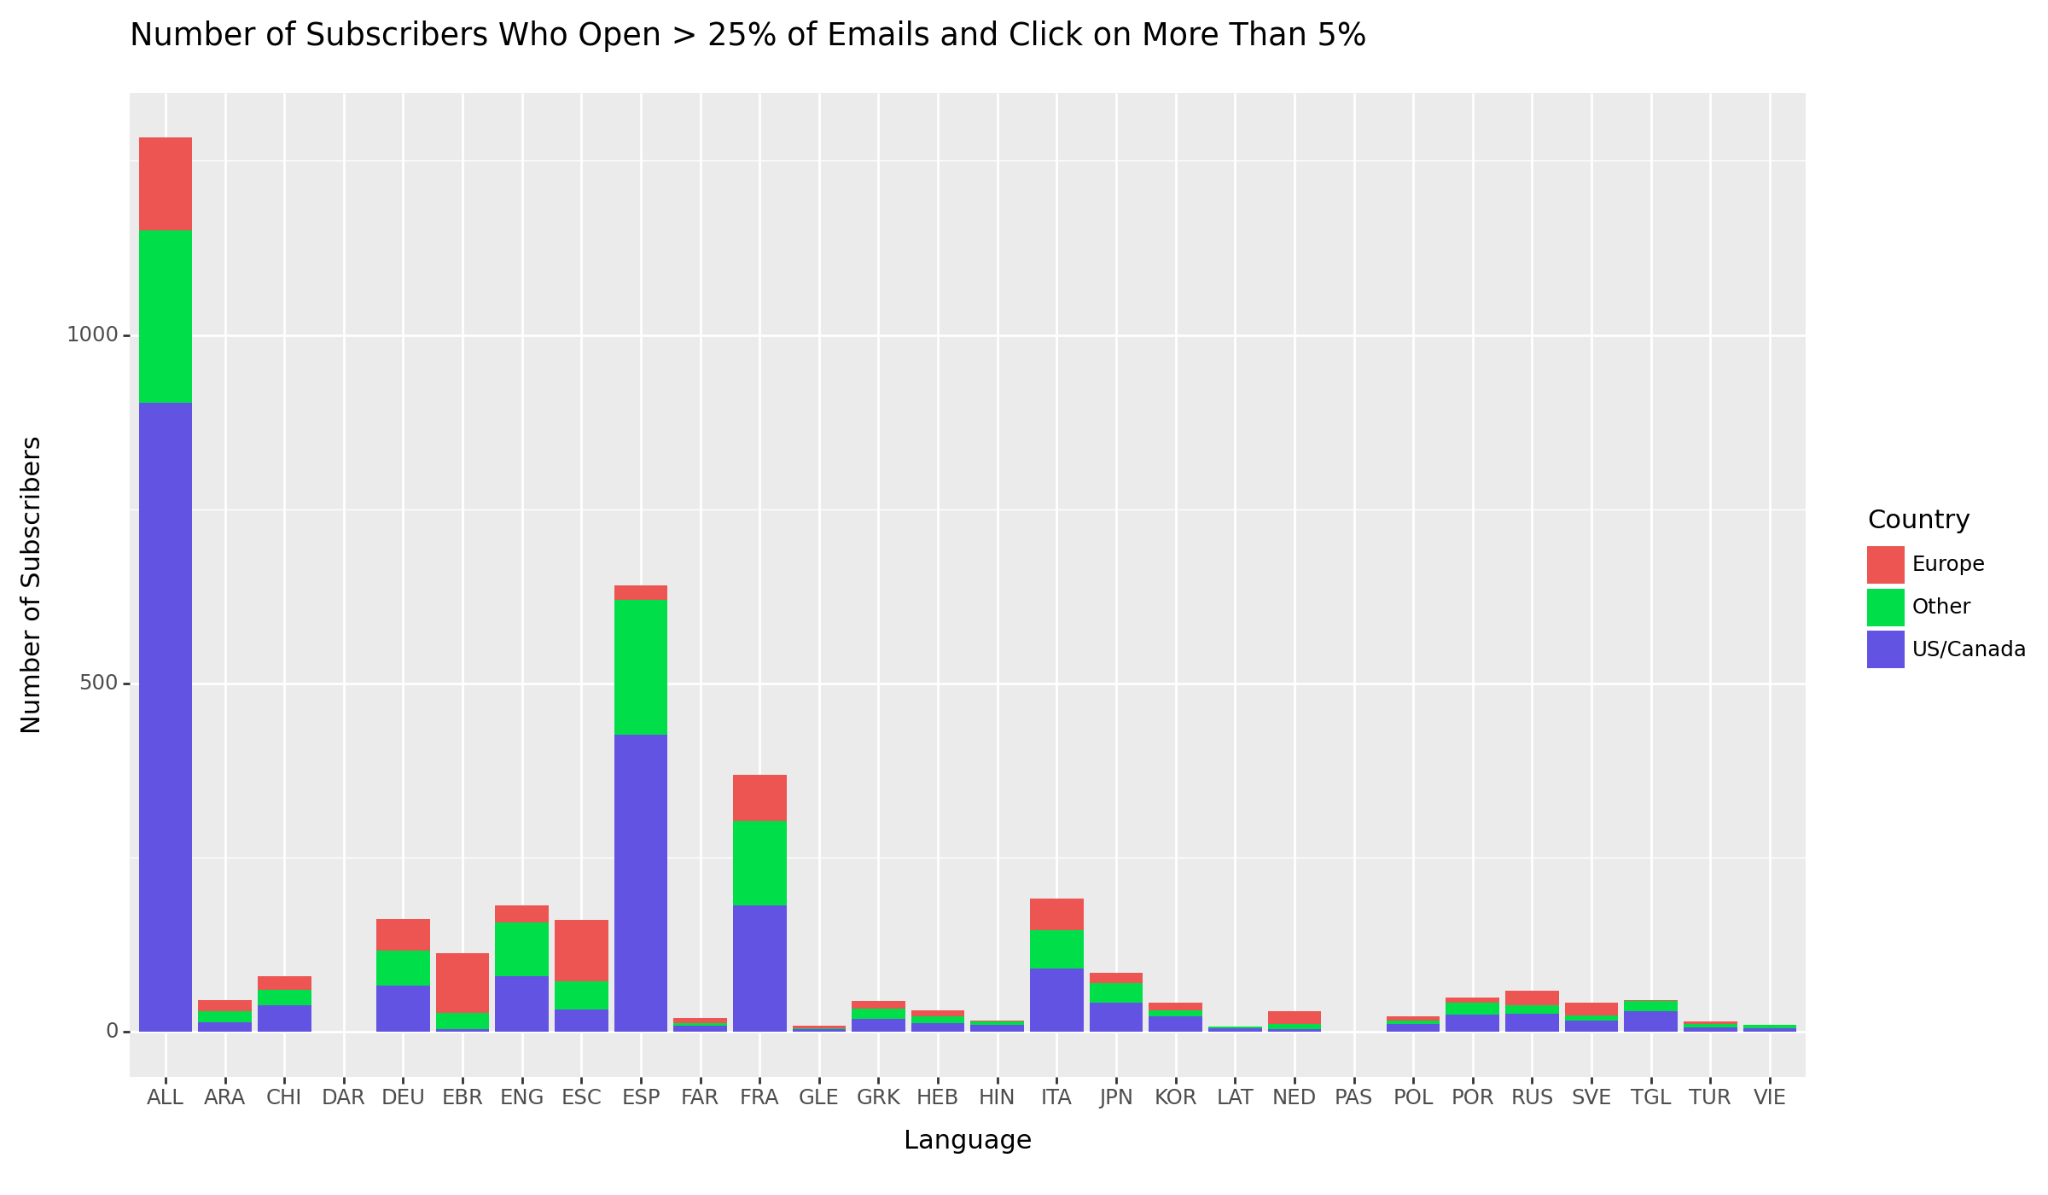 Number of Subscribers Who Open > 25% of Emails and Click on More Than 5%
Number of Subscribers
1000
500
0
ALL ARA CHI DAR DEU EBR ENG ESC ESP FAR FRA GLE GRK HEB HIN ITA JPN KOR LAT NED PAS POL POR RUS SVE TGL TUR VIE
Language
Country
Europe
Other
US/Canada